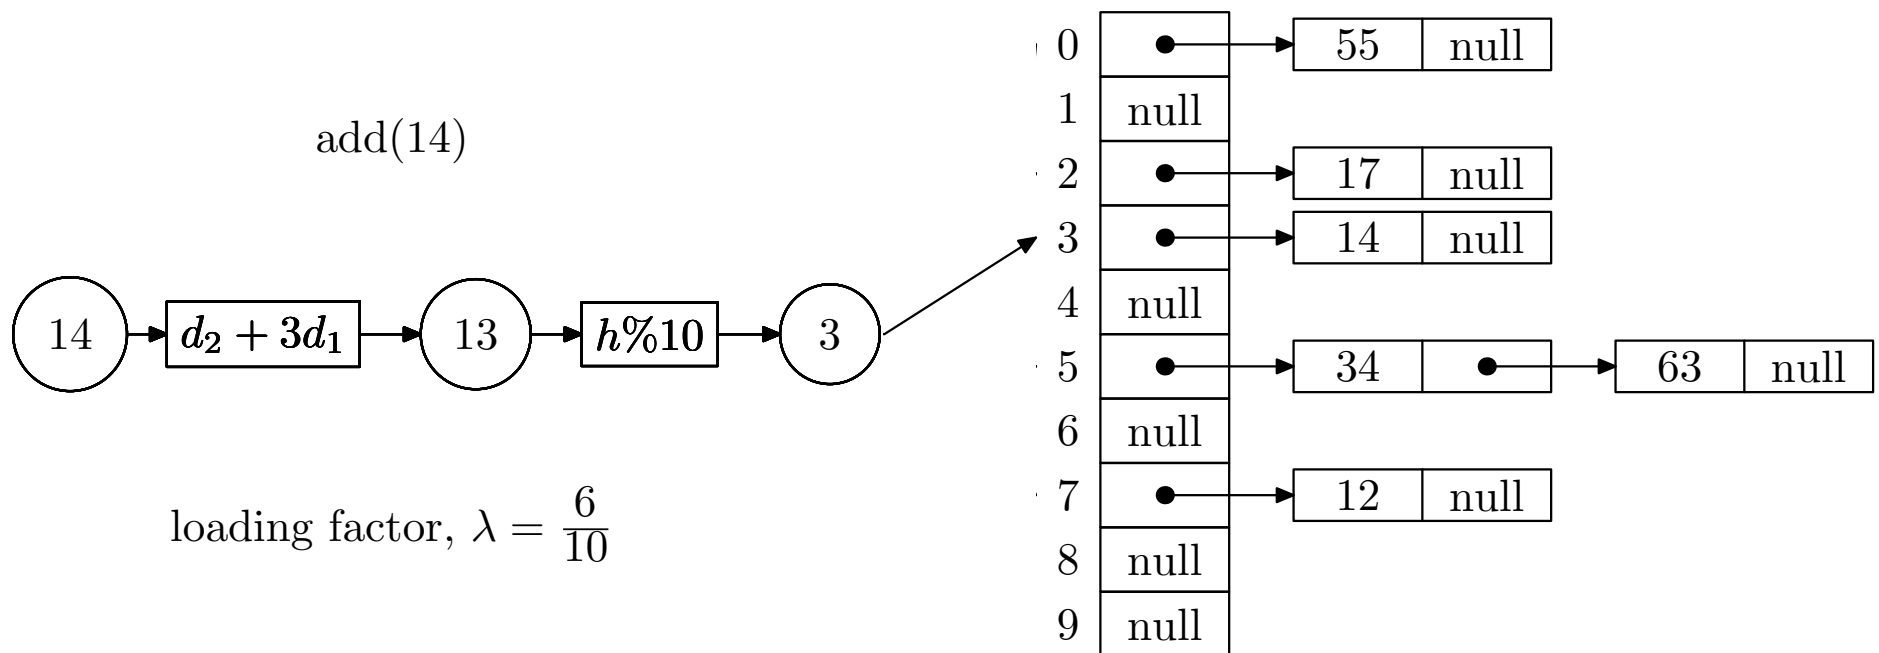 add(14)
14 d₂ + 3d₁ 13 h%10 3
loading factor, λ = 6/10
0 55 null
1 null
2 17 null
3 14 null
4 null
5 34 63 null
6 null
7 12 null
8 null
9 null